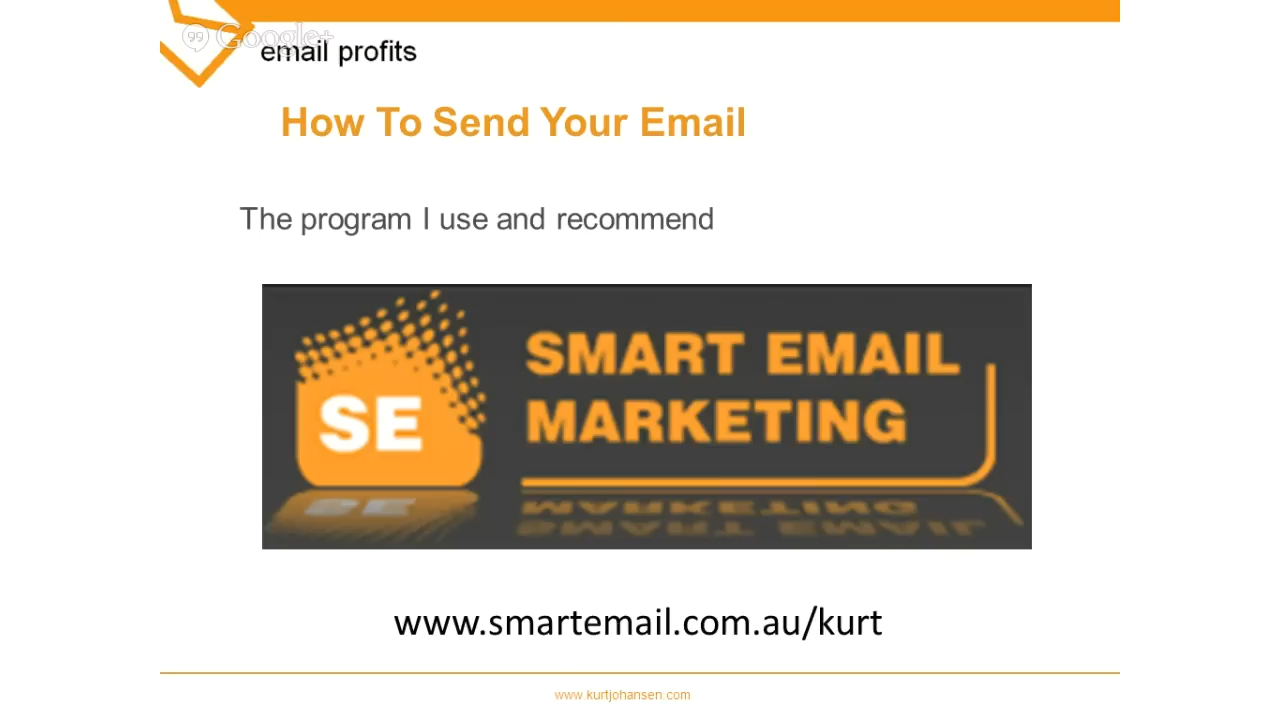 Google+
email profits
How To Send Your Email
The program I use and recommend
SE
SMART EMAIL
MARKETING
www.smartemail.com.au/kurt
www.kurtjohansen.com